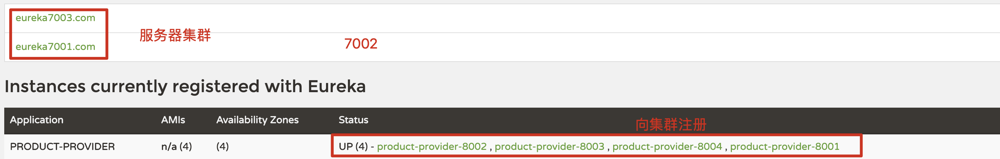 eureka7003.com
服务器集群
7002
eureka7001.com
Instances currently registered with Eureka
Application AMIs Availability Zones Status
向集群注册
PRODUCT-PROVIDER n/a (4) (4) UP (4) - product-provider-8002 , product-provider-8003 , product-provider-8004 , product-provider-8001